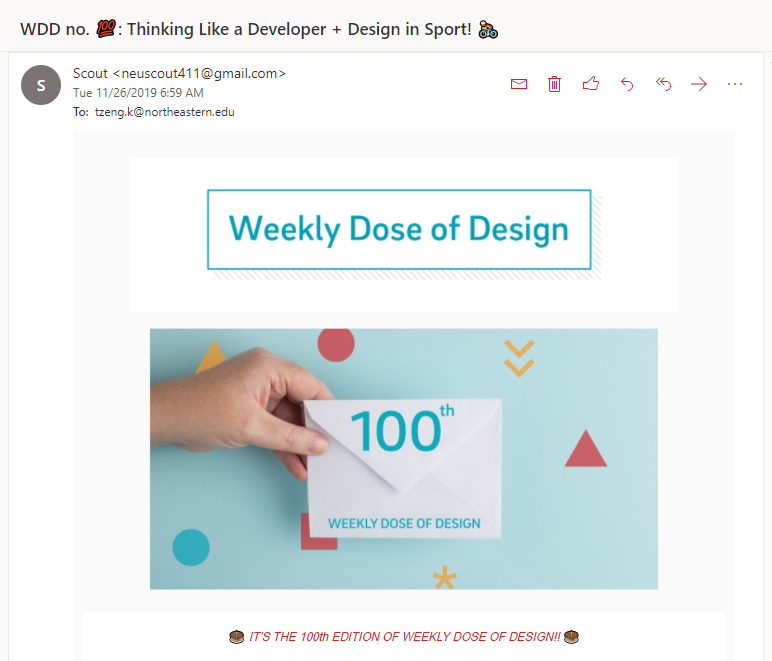 WDD no. 💯: Thinking Like a Developer + Design in Sport! 🚴
S
Scout <neuscout411@gmail.com>
Tue 11/26/2019 6:59 AM
To: tzeng.k@northeastern.edu
Weekly Dose of Design
100th
WEEKLY DOSE OF DESIGN
IT'S THE 100th EDITION OF WEEKLY DOSE OF DESIGN!!